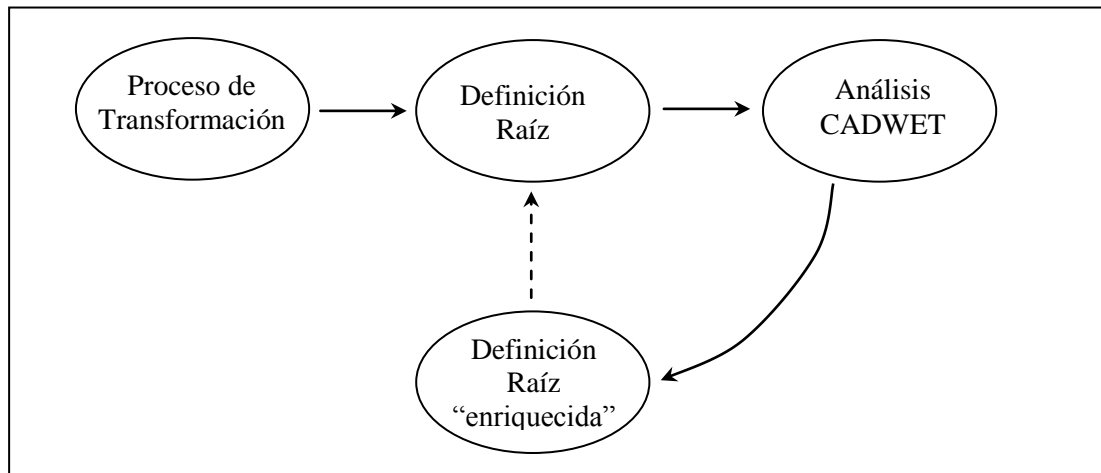 Proceso de
Transformación
Definición
Raíz
Análisis
CADWET
Definición
Raíz
“enriquecida”